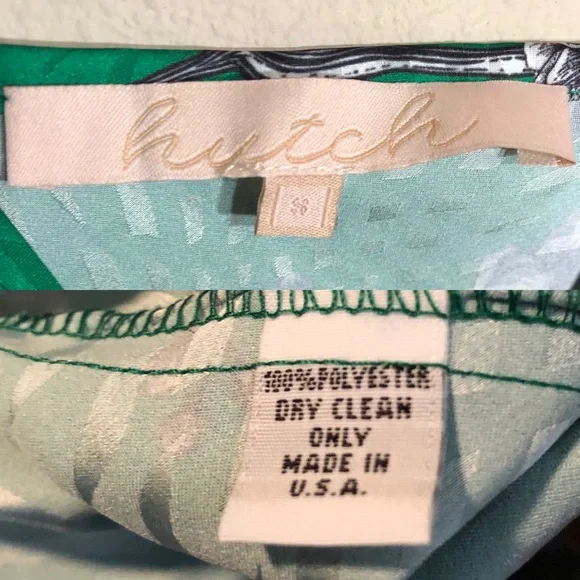 hutch
100%POLYESTER
DRY CLEAN
ONLY
MADE IN
U.S.A.